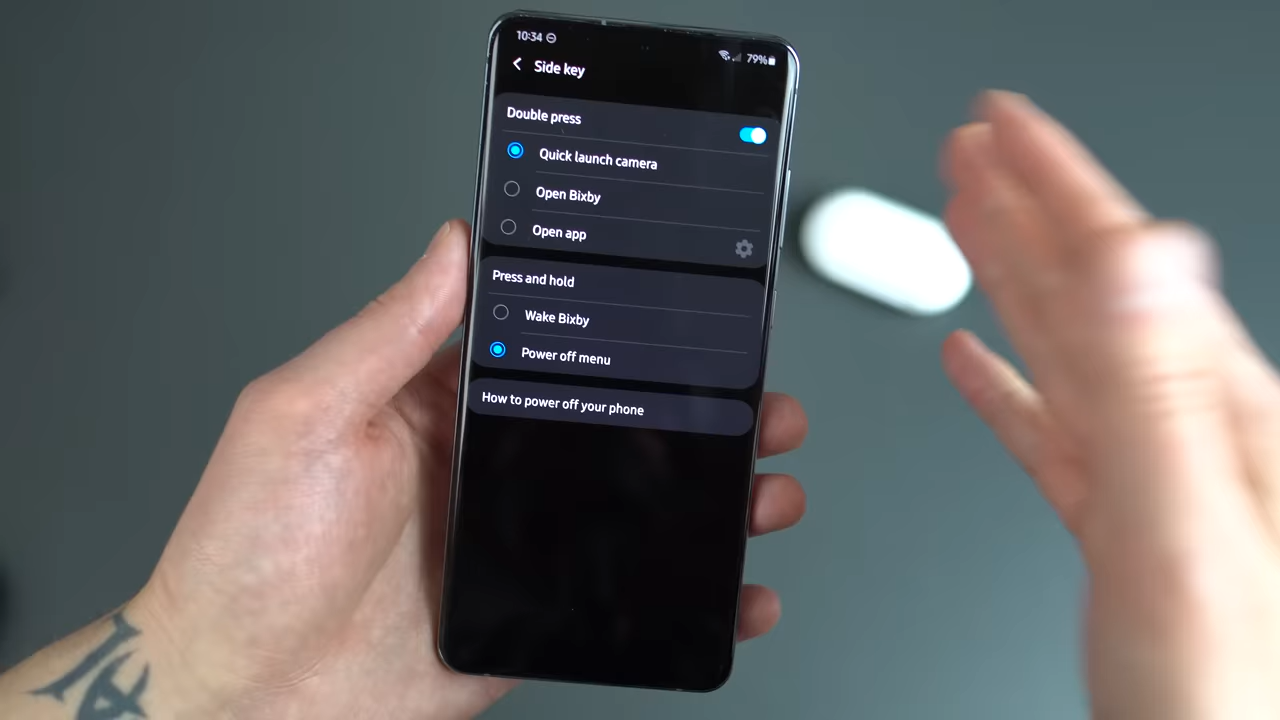 10:34
79%
Side key
Double press
Quick launch camera
Open Bixby
Open app
Press and hold
Wake Bixby
Power off menu
How to power off your phone